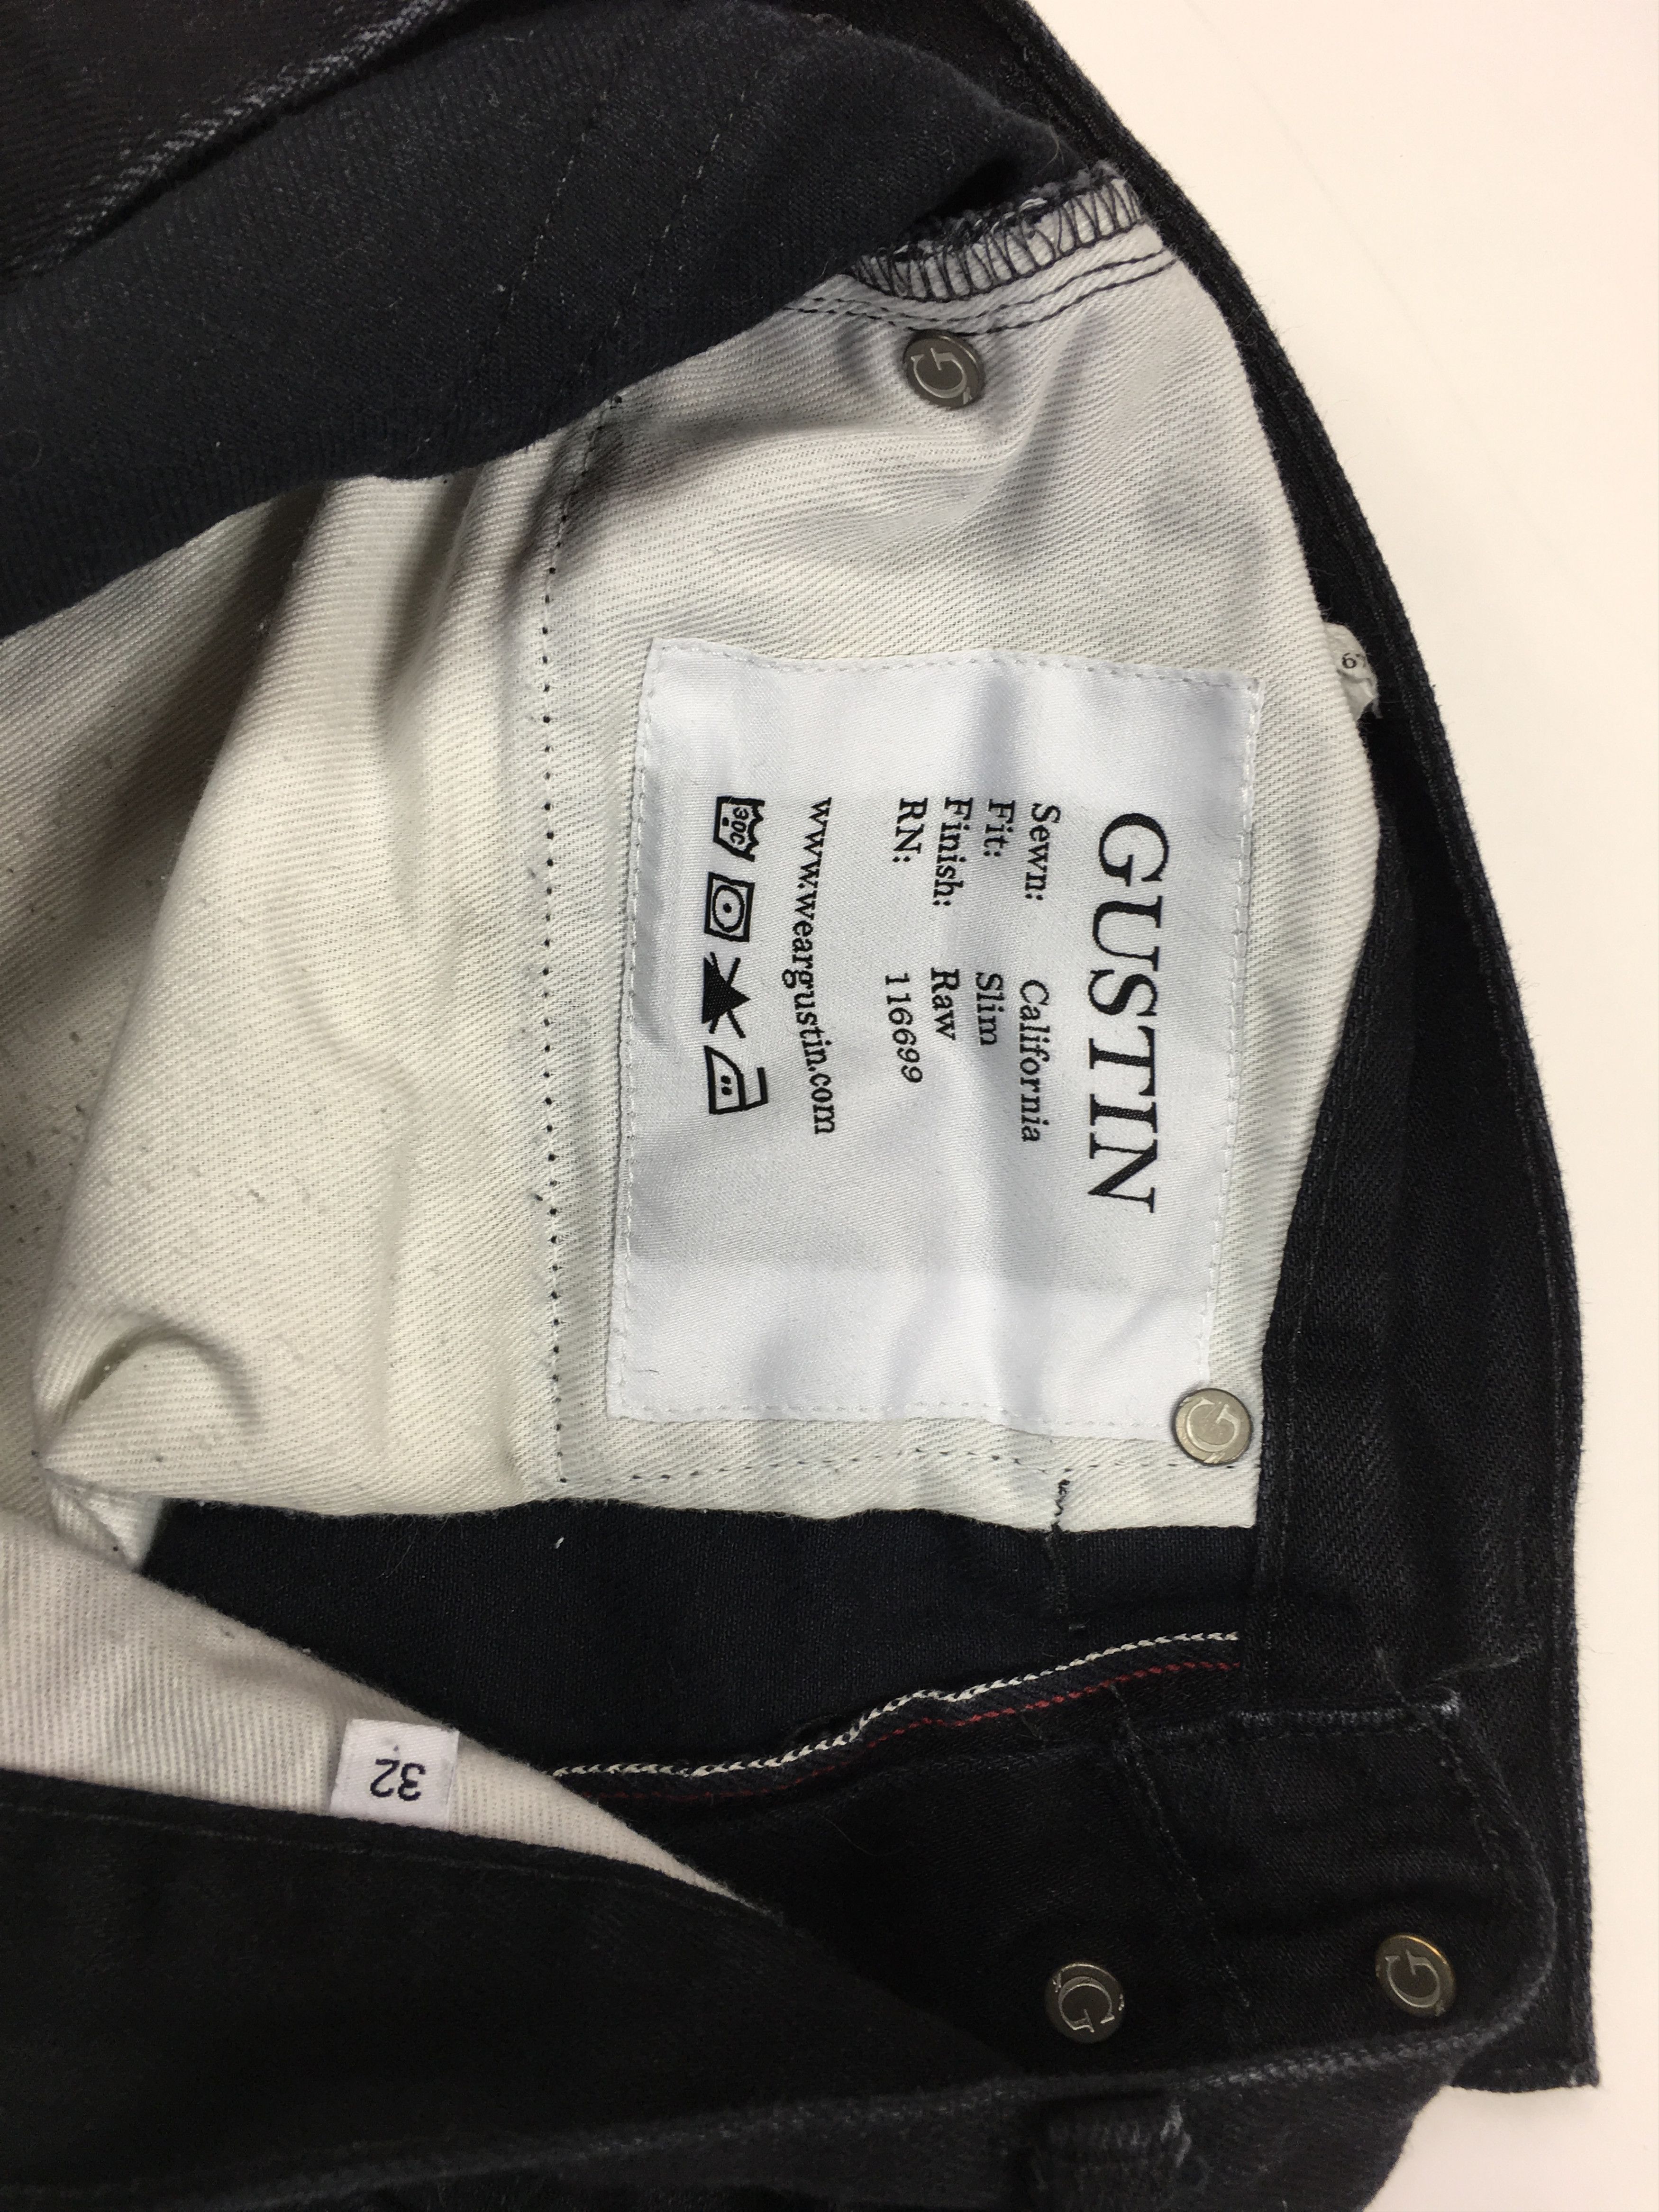 GUSTIN
Sewn: California
Fit: Slim
Finish: Raw
RN: 116699
www.weargustin.com
30C
32
G
G
G
G